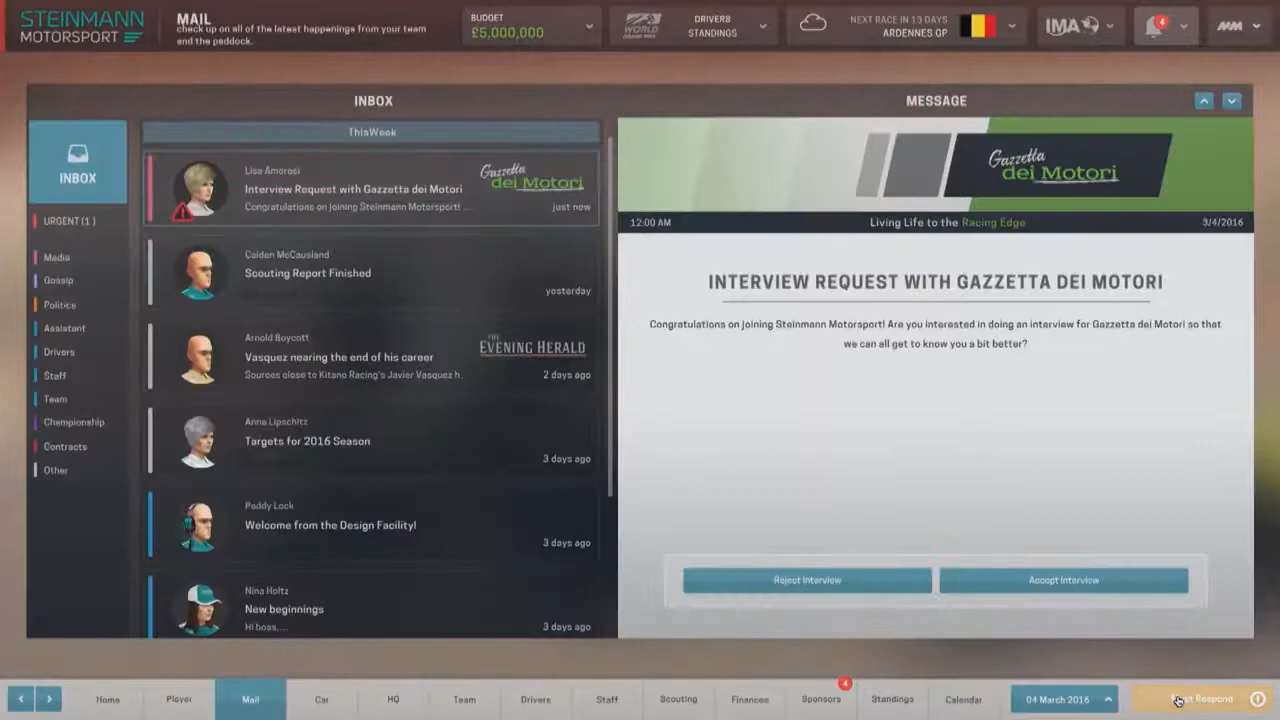 STEINMANN
MOTORSPORT
MAIL
check up on all of the latest happenings from your team
and the paddock.
BUDGET
£5,000,000
WORLD
DRIVERS
STANDINGS
NEXT RACE IN 13 DAYS
ARDENNES GP
IMA
4
INBOX
MESSAGE
INBOX
URGENT (1)
Media
Gossip
Politics
Assistant
Drivers
Staff
Team
Championship
Contracts
Other
ThisWeek
Lisa Amorosi
Interview Request with Gazzetta dei Motori
Congratulations on joining Steinmann Motorsport! ...
just now
Gazzetta
dei Motori
Caiden McCausland
Scouting Report Finished
yesterday
Arnold Boycott
Vasquez nearing the end of his career
Sources close to Kitano Racing's Javier Vasquez h.
2 days ago
THE EVENING HERALD
Anna Lipschitz
Targets for 2016 Season
3 days ago
Paddy Lock
Welcome from the Design Facility!
3 days ago
Nina Holtz
New beginnings
Hi boss,...
3 days ago
Gazzetta
dei Motori
12:00 AM
Living Life to the Racing Edge
3/4/2016
INTERVIEW REQUEST WITH GAZZETTA DEI MOTORI
Congratulations on joining Steinmann Motorsport! Are you interested in doing an interview for Gazzetta dei Motori so that
we can all get to know you a bit better?
Reject Interview
Accept Interview
Home
Player
Mail
Car
HQ
Team
Drivers
Staff
Scouting
Finances
Sponsors
4
Standings
Calendar
04 March 2016
Respond